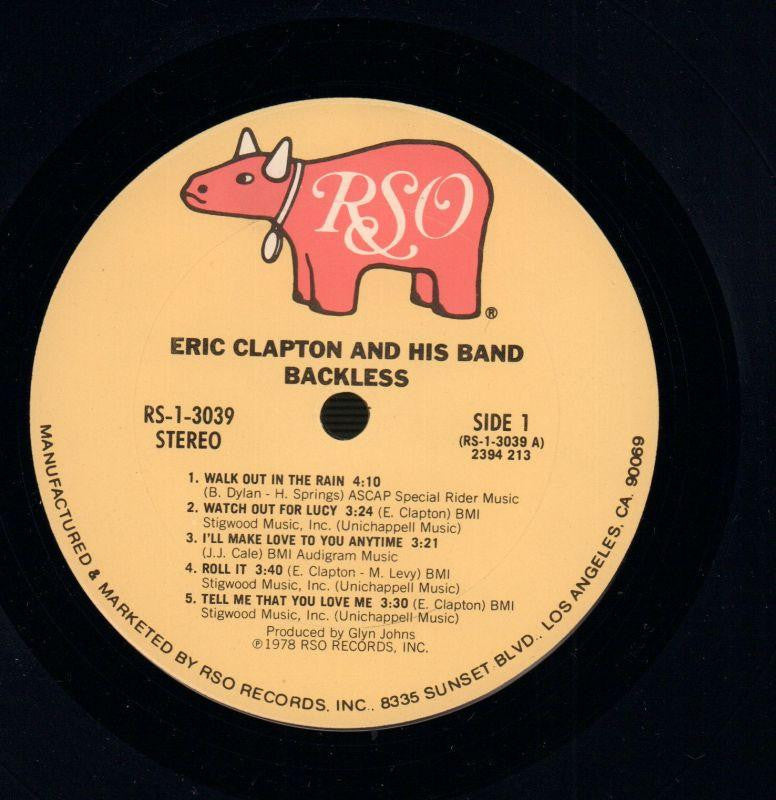 RSO
®
ERIC CLAPTON AND HIS BAND
BACKLESS
RS-1-3039
STEREO
SIDE 1
(RS-1-3039 A)
2394 213
1. WALK OUT IN THE RAIN 4:10
(B. Dylan - H. Springs) ASCAP Special Rider Music
2. WATCH OUT FOR LUCY 3:24 (E. Clapton) BMI
Stigwood Music, Inc. (Unichappell Music)
3. I'LL MAKE LOVE TO YOU ANYTIME 3:21
(J.J. Cale) BMI Audigram Music
4. ROLL IT 3:40 (E. Clapton - M. Levy) BMI
Stigwood Music, Inc. (Unichappell Music)
5. TELL ME THAT YOU LOVE ME 3:30 (E. Clapton) BMI
Stigwood Music, Inc. (Unichappell Music)
Produced by Glyn Johns
℗1978 RSO RECORDS, INC.
MANUFACTURED & MARKETED BY RSO RECORDS, INC., 8335 SUNSET BLVD., LOS ANGELES, CA. 90069